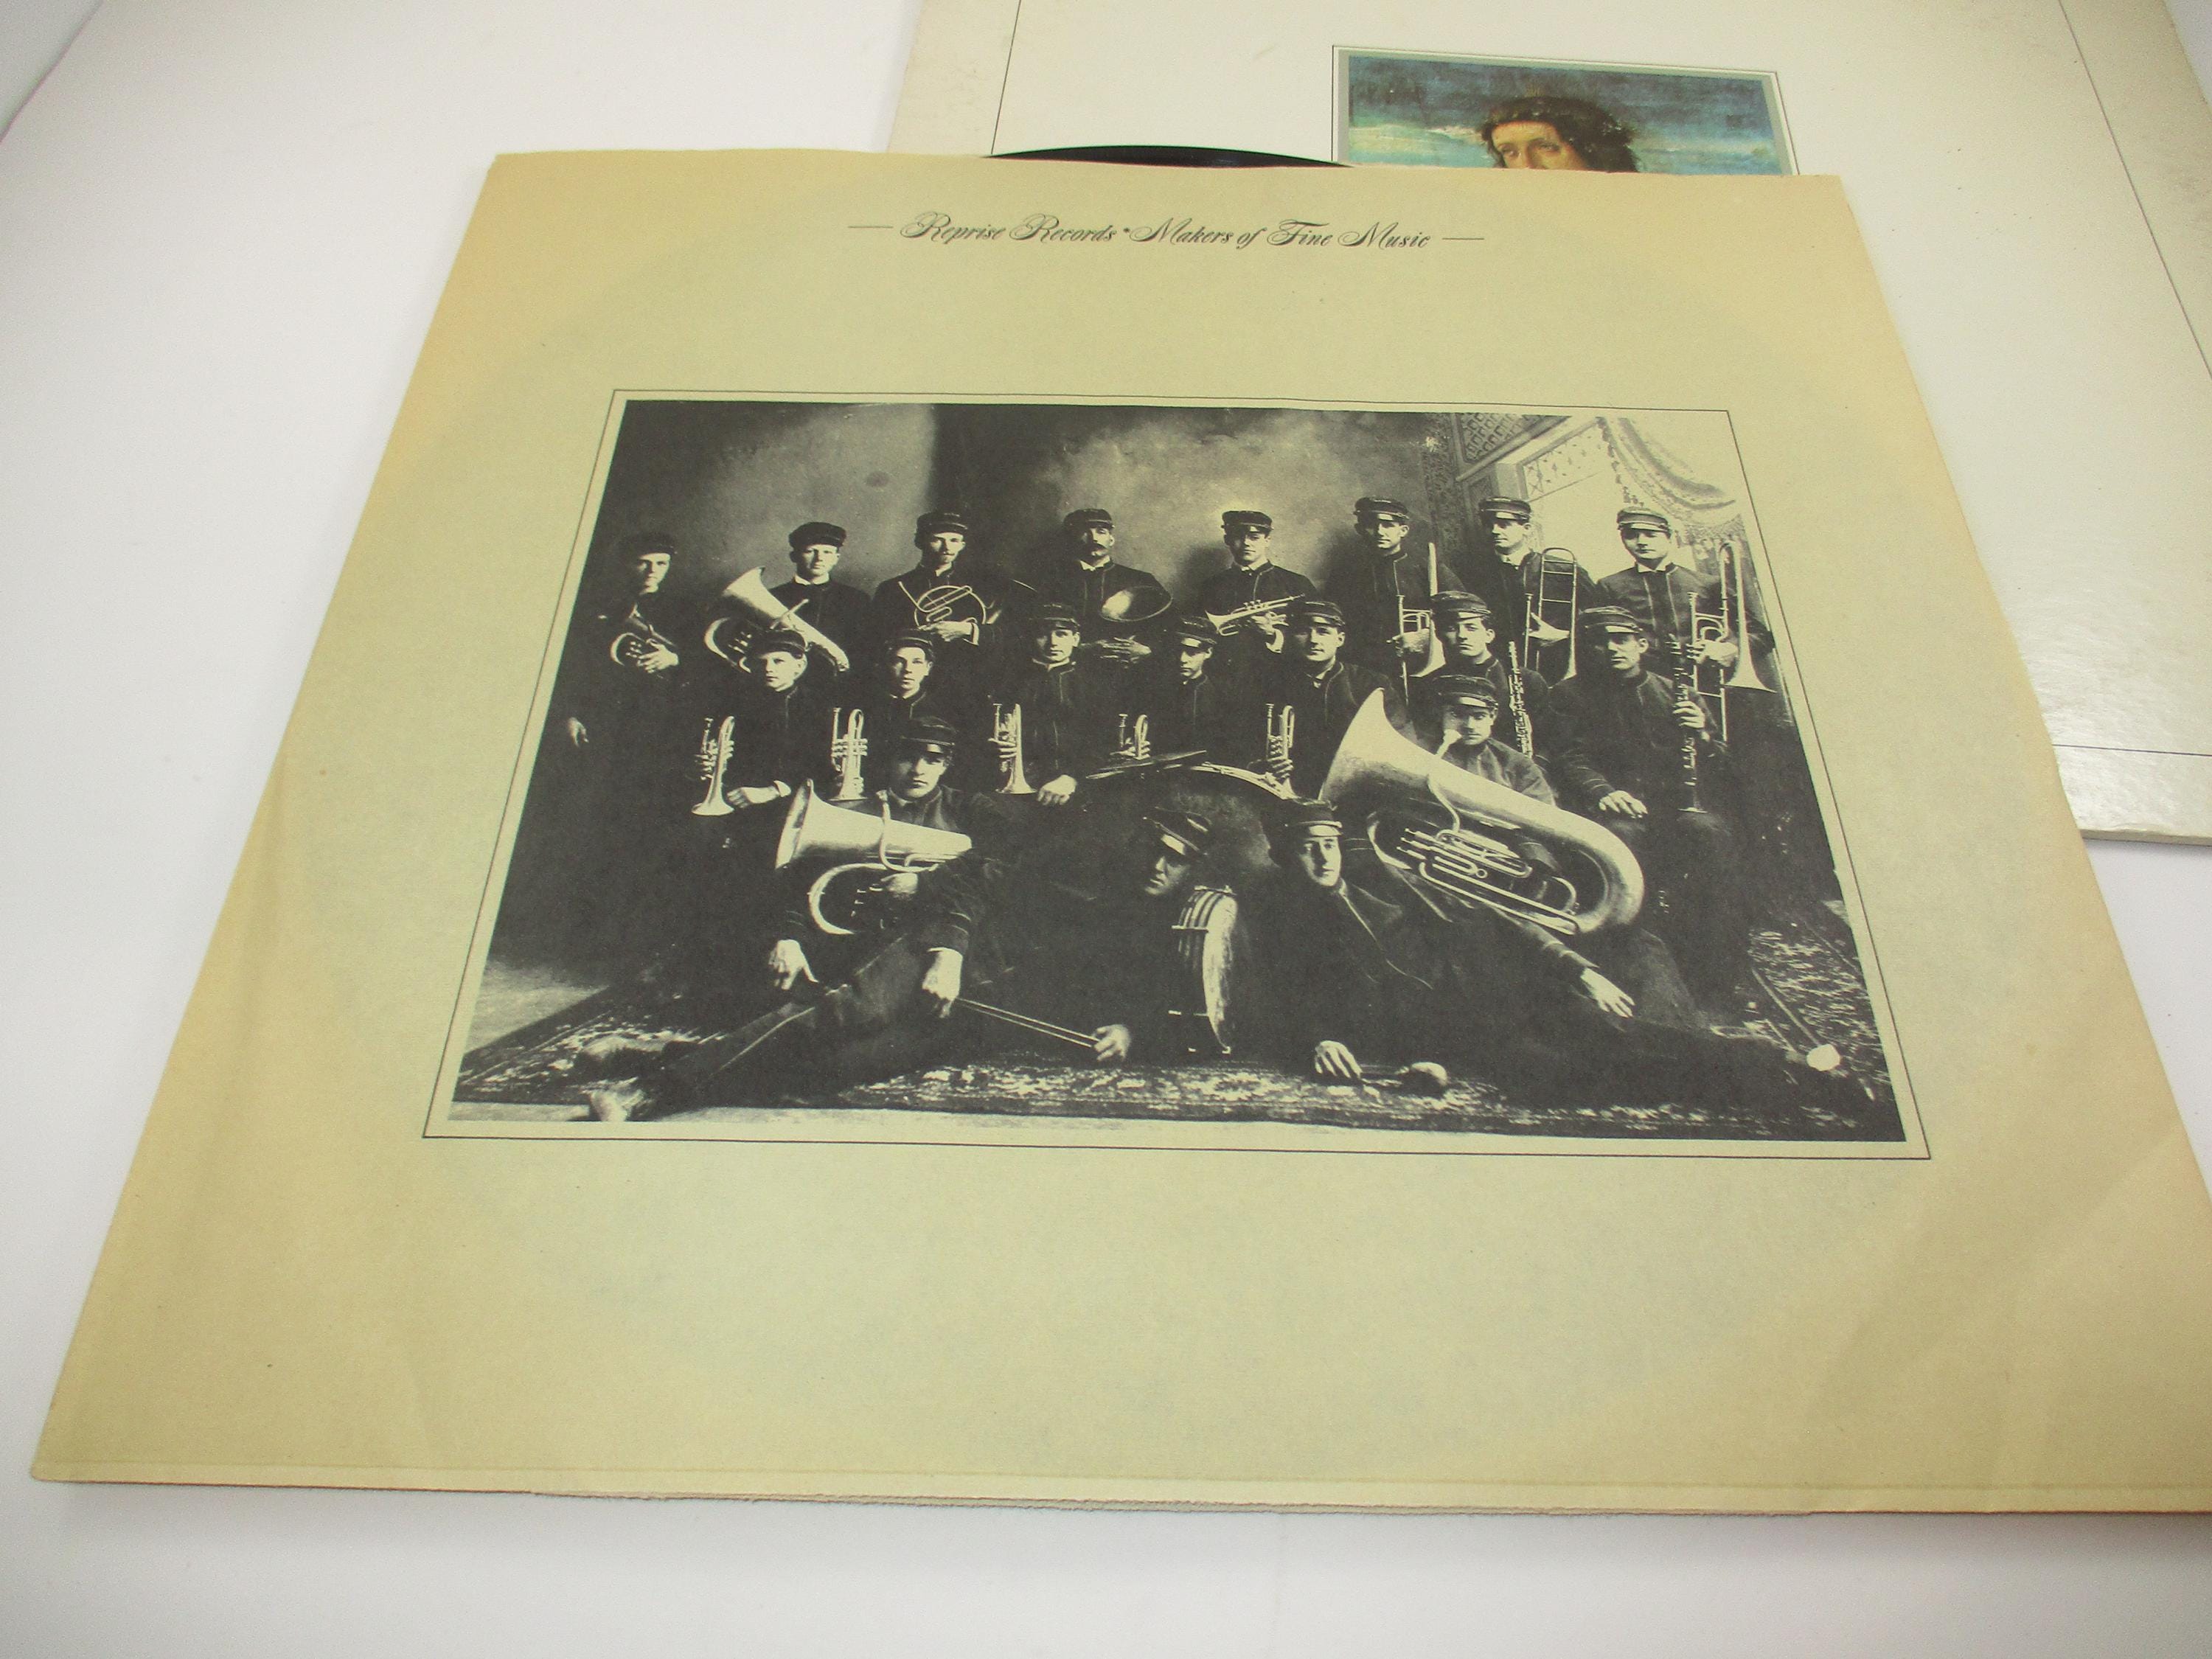 — Reprise Records • Makers of Fine Music —